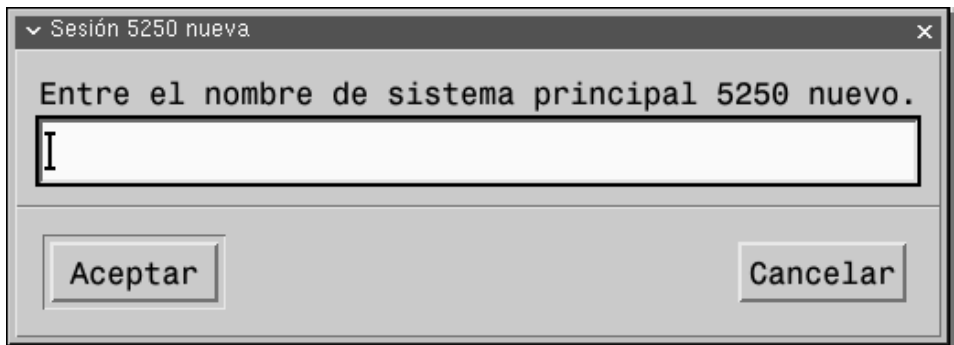 Sesión 5250 nueva
Entre el nombre de sistema principal 5250 nuevo.
Aceptar
Cancelar